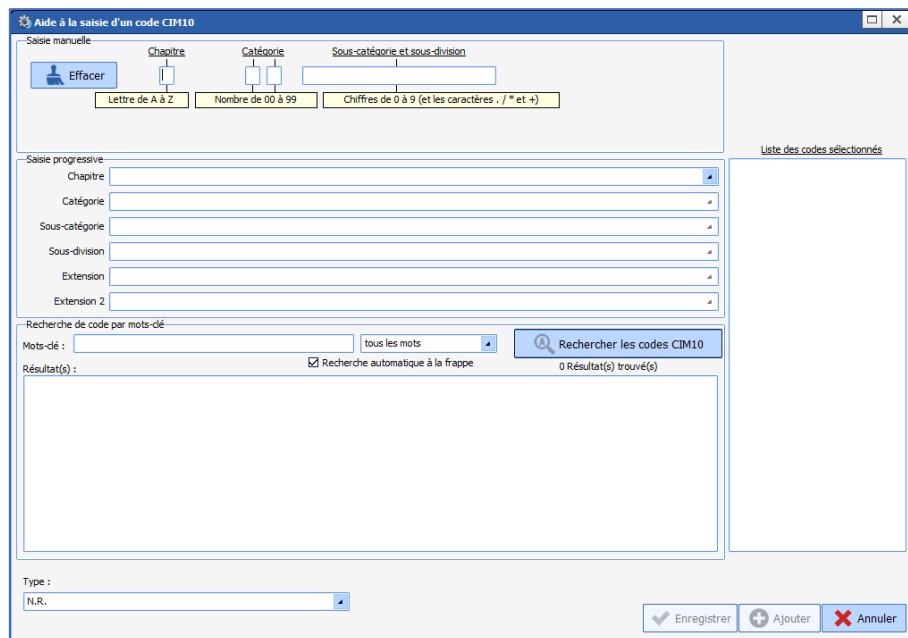 Aide à la saisie d'un code CIM10
Saisie manuelle
Chapitre Catégorie Sous-catégorie et sous-division
Effacer
Lettre de A à Z Nombre de 00 à 99 Chiffres de 0 à 9 (et les caractères . / * et +)
Liste des codes sélectionnés
Saisie progressive
Chapitre
Catégorie
Sous-catégorie
Sous-division
Extension
Extension 2
Recherche de code par mots-clé
Mots-clé : tous les mots Rechercher les codes CIM10
Recherche automatique à la frappe 0 Résultat(s) trouvé(s)
Résultat(s) :
Type :
N.R.
Enregistrer Ajouter Annuler